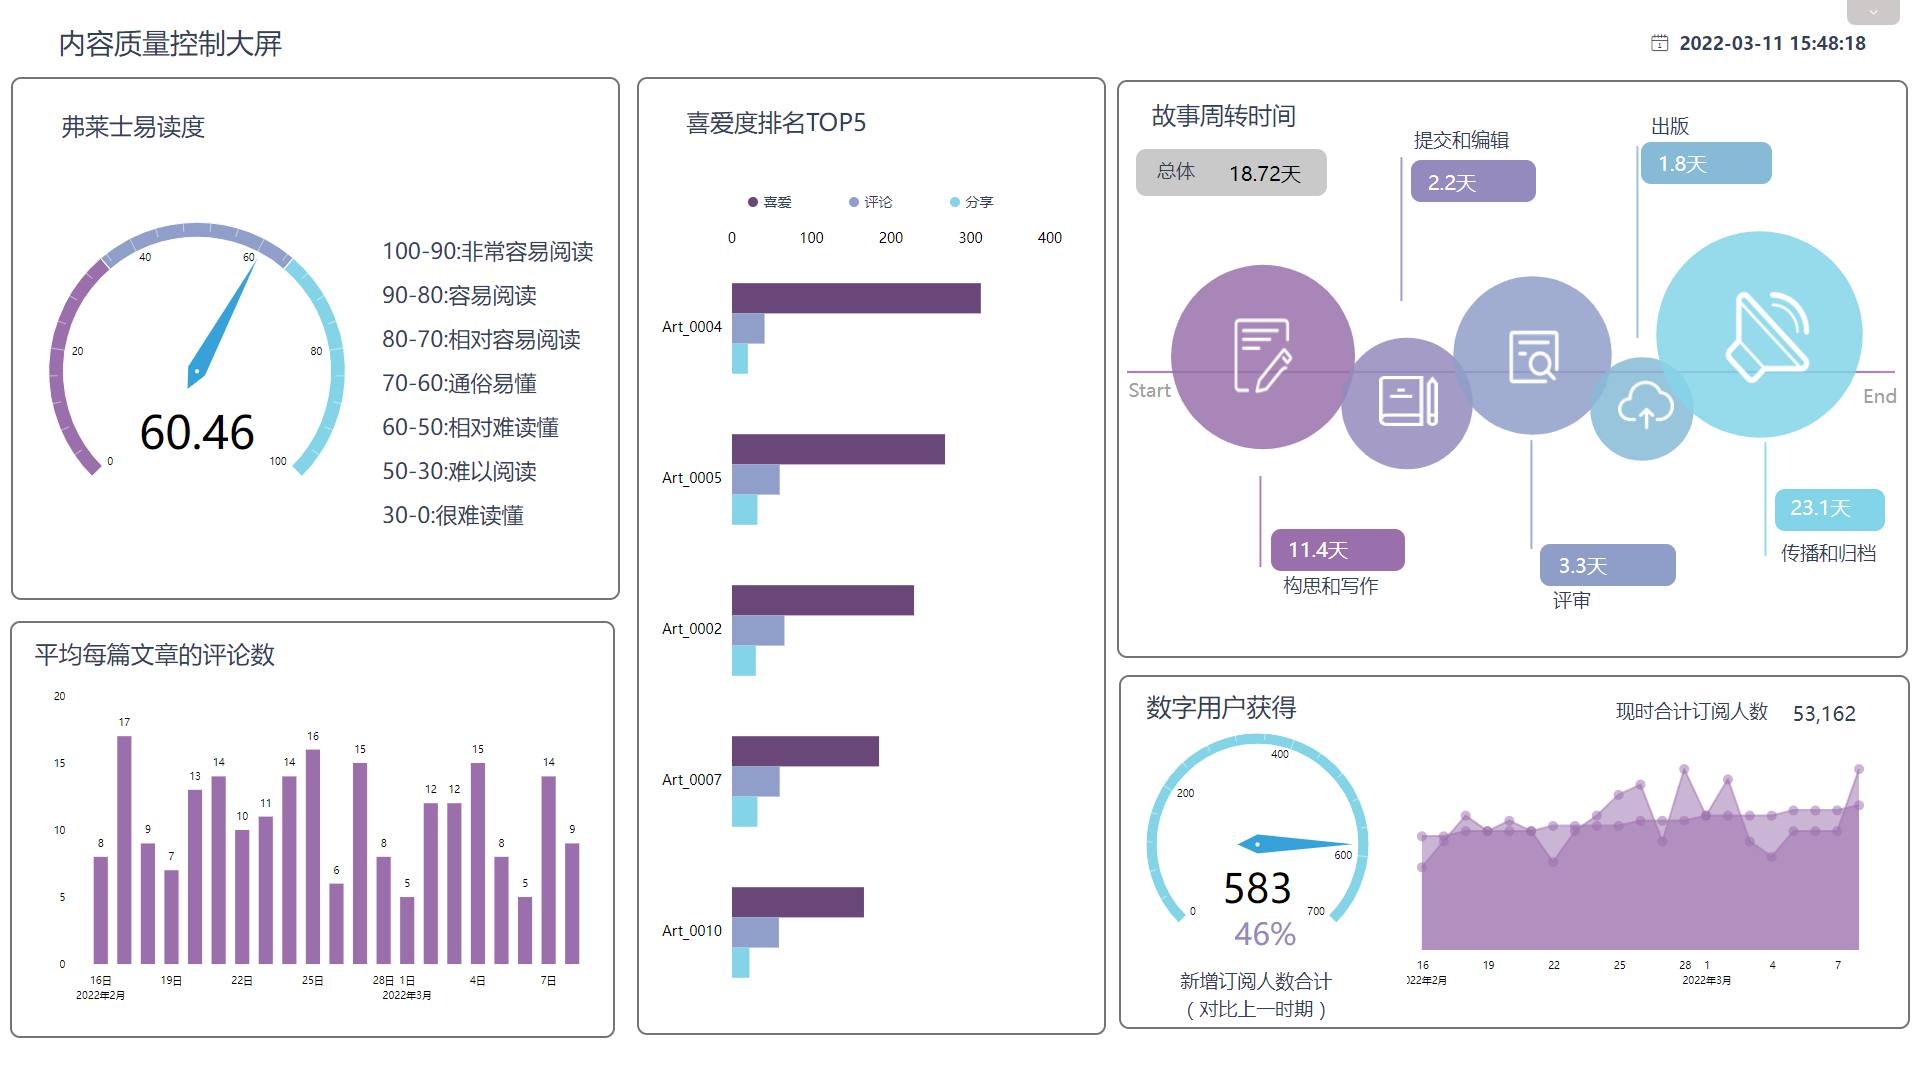 内容质量控制大屏
2022-03-11 15:48:18
弗莱士易读度
0
20
40
60
80
100
60.46
100-90:非常容易阅读
90-80:容易阅读
80-70:相对容易阅读
70-60:通俗易懂
60-50:相对难读懂
50-30:难以阅读
30-0:很难读懂
平均每篇文章的评论数
20
15
10
5
0
8
17
9
7
13
14
10
11
14
16
6
15
8
5
12
12
15
8
5
14
9
16日 19日 22日 25日 28日 1日 4日 7日
2022年2月 2022年3月
喜爱度排名TOP5
喜爱 评论 分享
0 100 200 300 400
Art_0004
Art_0005
Art_0002
Art_0007
Art_0010
故事周转时间
总体 18.72天
提交和编辑
2.2天
出版
1.8天
Start
End
11.4天
构思和写作
3.3天
评审
23.1天
传播和归档
数字用户获得
现时合计订阅人数 53,162
0
200
400
600
700
583
46%
新增订阅人数合计
（对比上一时期）
16 19 22 25 28 1 4 7
022年2月 2022年3月